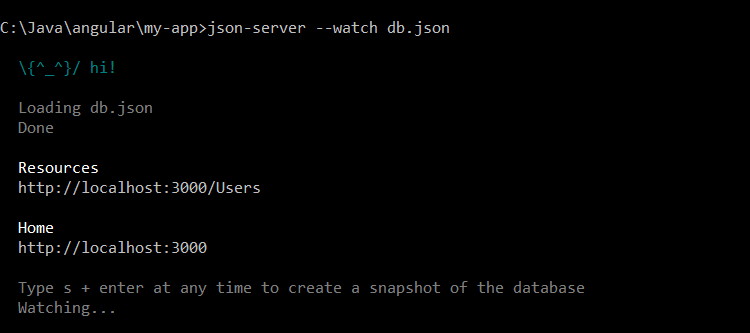 C:\Java\angular\my-app>json-server --watch db.json
\{^_^}/ hi!
Loading db.json
Done
Resources
http://localhost:3000/Users
Home
http://localhost:3000
Type s + enter at any time to create a snapshot of the database
Watching...